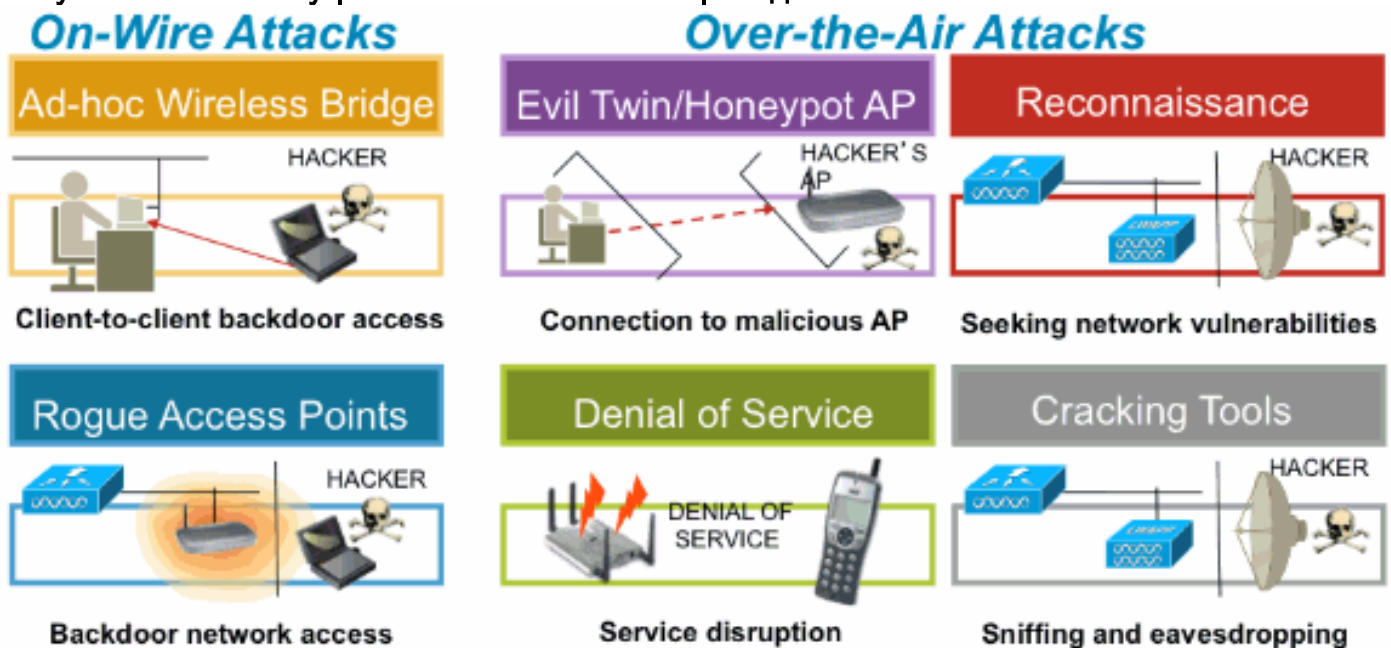 On-Wire Attacks
Over-the-Air Attacks
Ad-hoc Wireless Bridge
HACKER
Client-to-client backdoor access
Evil Twin/Honeypot AP
HACKER'S
AP
Connection to malicious AP
Reconnaissance
HACKER
Seeking network vulnerabilities
Rogue Access Points
HACKER
Backdoor network access
Denial of Service
DENIAL OF
SERVICE
Service disruption
Cracking Tools
HACKER
Sniffing and eavesdropping